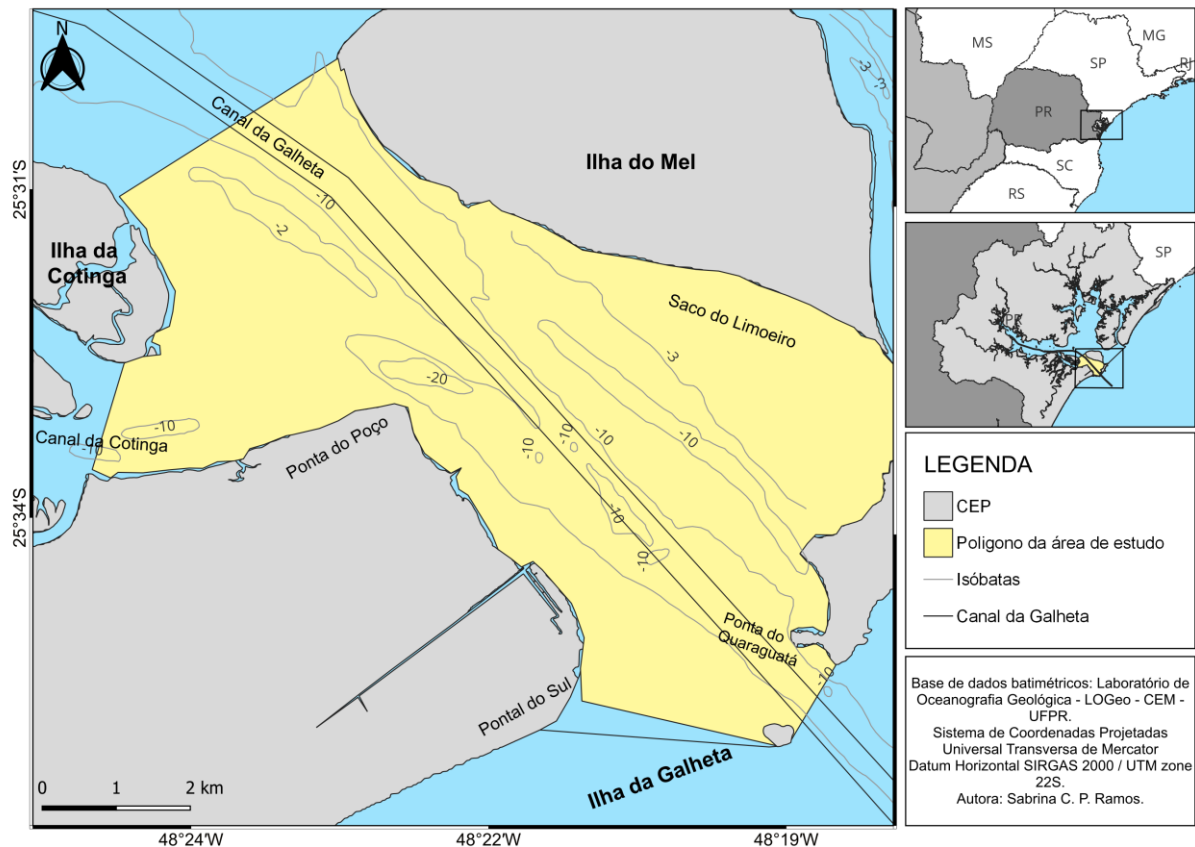 N
Canal da Galheta
-10
-2
Ilha do Mel
-3
-3
25°31'S
Ilha da
Cotinga
Saco do Limoeiro
-3
-20
-10
-10
-10
-10
-10
-10
Canal da Cotinga
-10
Ponta do Poço
-10
-10
25°34'S
Ponta do
Quaraguatá
-10
Pontal do Sul
Ilha da Galheta
0 1 2 km
48°24'W 48°22'W 48°19'W
MS
MG
SP
RJ
PR
SC
RS
SP
PR
LEGENDA
CEP
Poligono da área de estudo
Isóbatas
Canal da Galheta
Base de dados batimétricos: Laboratório de
Oceanografia Geológica - LOGeo - CEM -
UFPR.
Sistema de Coordenadas Projetadas
Universal Transversa de Mercator
Datum Horizontal SIRGAS 2000 / UTM zone
22S.
Autora: Sabrina C. P. Ramos.